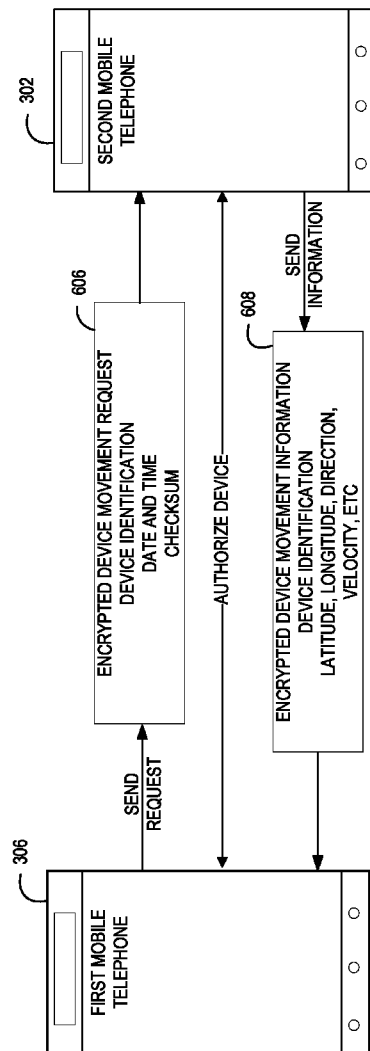 306
FIRST MOBILE
TELEPHONE
SEND
REQUEST
606
ENCRYPTED DEVICE MOVEMENT REQUEST
DEVICE IDENTIFICATION
DATE AND TIME
CHECKSUM
AUTHORIZE DEVICE
608
ENCRYPTED DEVICE MOVEMENT INFORMATION
DEVICE IDENTIFICATION
LATITUDE, LONGITUDE, DIRECTION,
VELOCITY, ETC
SEND
INFORMATION
302
SECOND MOBILE
TELEPHONE